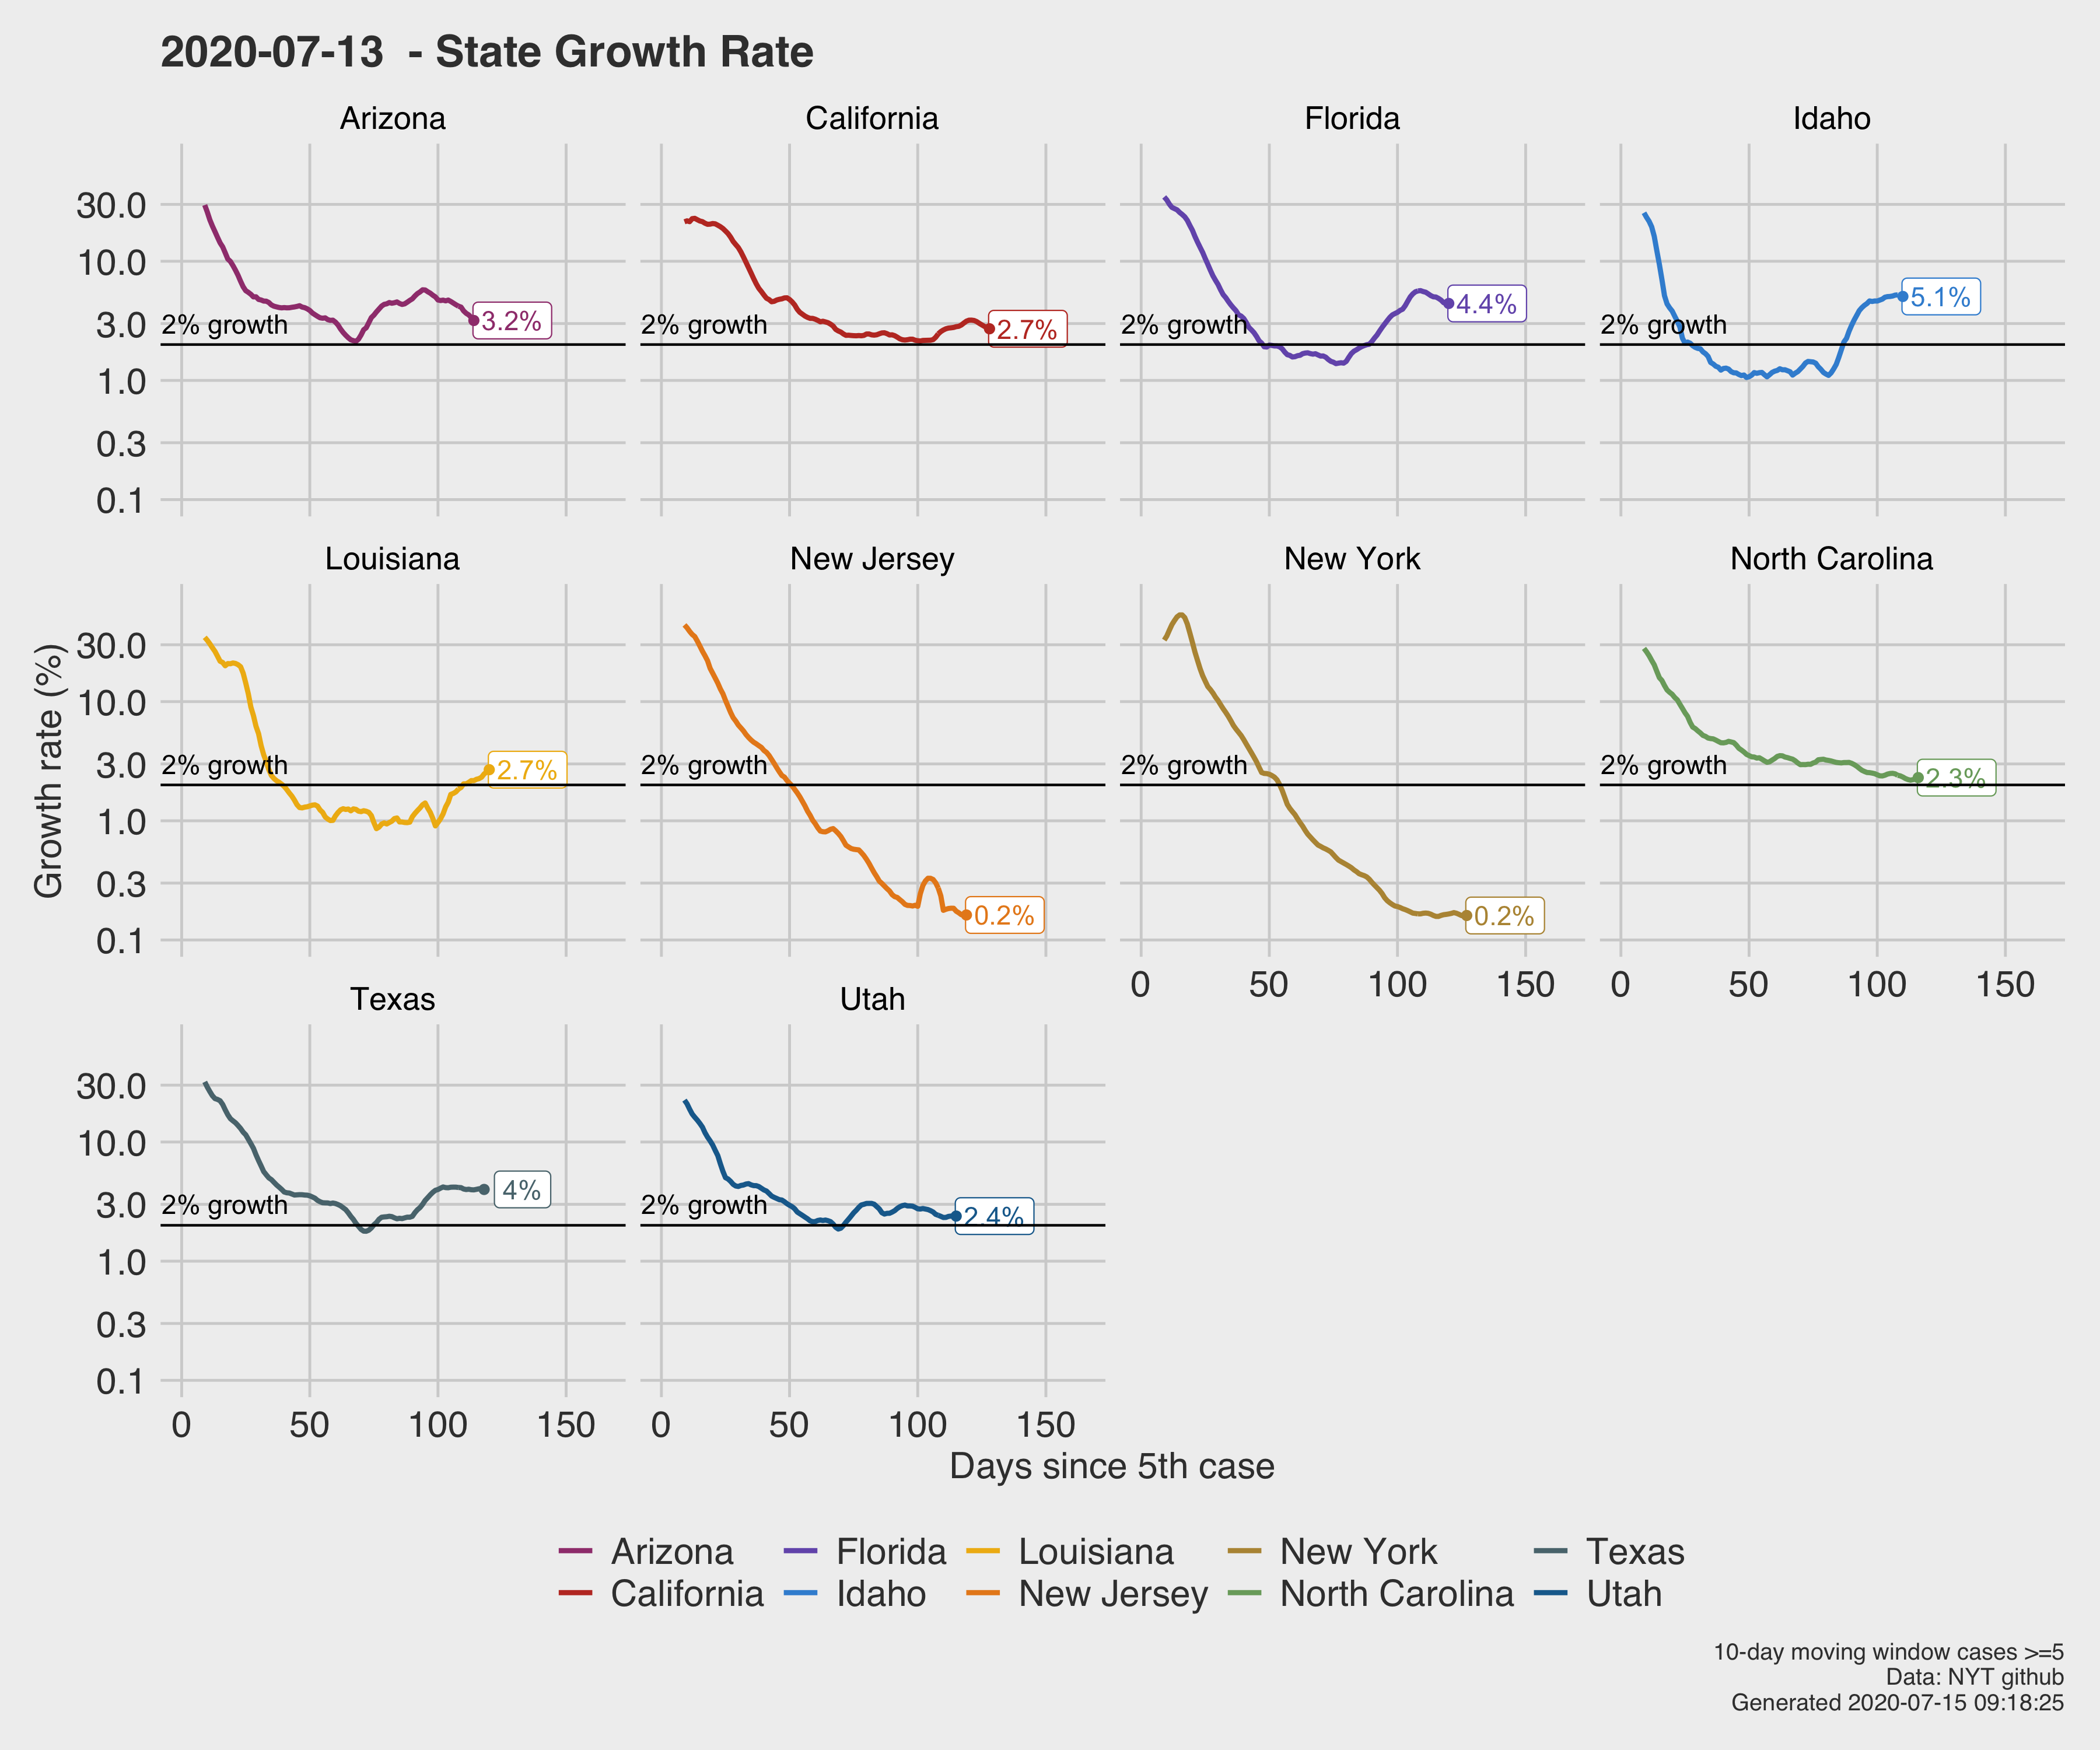 2020-07-13 - State Growth Rate
Arizona
California
Florida
Idaho
30.0
10.0
3.0
1.0
0.3
0.1
2% growth
3.2%
2% growth
2.7%
2% growth
4.4%
2% growth
5.1%
Louisiana
New Jersey
New York
North Carolina
Growth rate (%)
30.0
10.0
3.0
1.0
0.3
0.1
2% growth
2.7%
2% growth
0.2%
2% growth
0.2%
2% growth
2.3%
0 50 100 150
0 50 100 150
Texas
Utah
30.0
10.0
3.0
1.0
0.3
0.1
2% growth
4%
2% growth
2.4%
0 50 100 150
0 50 100 150
Days since 5th case
Arizona Florida Louisiana New York Texas
California Idaho New Jersey North Carolina Utah
10-day moving window cases >=5
Data: NYT github
Generated 2020-07-15 09:18:25